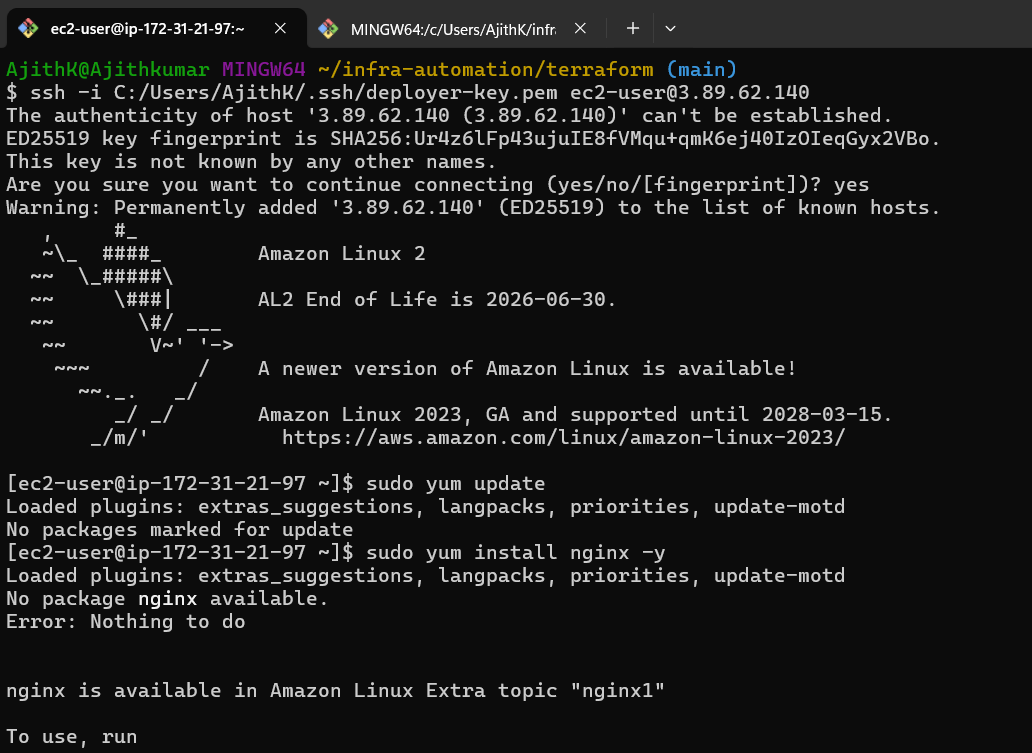 ec2-user@ip-172-31-21-97:~
MINGW64:/c/Users/AjithK/infr
AjithK@Ajithkumar MINGW64 ~/infra-automation/terraform (main)
$ ssh -i C:/Users/AjithK/.ssh/deployer-key.pem ec2-user@3.89.62.140
The authenticity of host '3.89.62.140 (3.89.62.140)' can't be established.
ED25519 key fingerprint is SHA256:Ur4z6lFp43ujuIE8fVMqu+qmK6ej40IzOIeqGyx2VBo.
This key is not known by any other names.
Are you sure you want to continue connecting (yes/no/[fingerprint])? yes
Warning: Permanently added '3.89.62.140' (ED25519) to the list of known hosts.
   ,     #_
   ~\_  ####_        Amazon Linux 2
  ~~  \_#####\
  ~~     \###|       AL2 End of Life is 2026-06-30.
  ~~       \#/ ___
   ~~       V~' '->
    ~~~         /    A newer version of Amazon Linux is available!
      ~~._.   _/
         _/ _/       Amazon Linux 2023, GA and supported until 2028-03-15.
       _/m/'           https://aws.amazon.com/linux/amazon-linux-2023/
[ec2-user@ip-172-31-21-97 ~]$ sudo yum update
Loaded plugins: extras_suggestions, langpacks, priorities, update-motd
No packages marked for update
[ec2-user@ip-172-31-21-97 ~]$ sudo yum install nginx -y
Loaded plugins: extras_suggestions, langpacks, priorities, update-motd
No package nginx available.
Error: Nothing to do
nginx is available in Amazon Linux Extra topic "nginx1"
To use, run